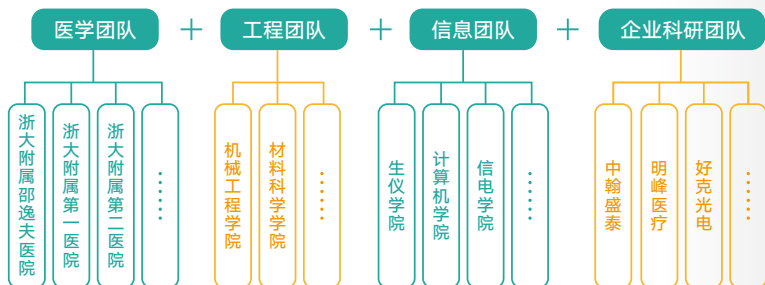 医学团队 + 工程团队 + 信息团队 + 企业科研团队
浙大附属邵逸夫医院
浙大附属第一医院
浙大附属第二医院
……
机械工程学院
材料科学学院
……
生仪学院
计算机学院
信电学院
……
中翰盛泰
明峰医疗
好克光电
……